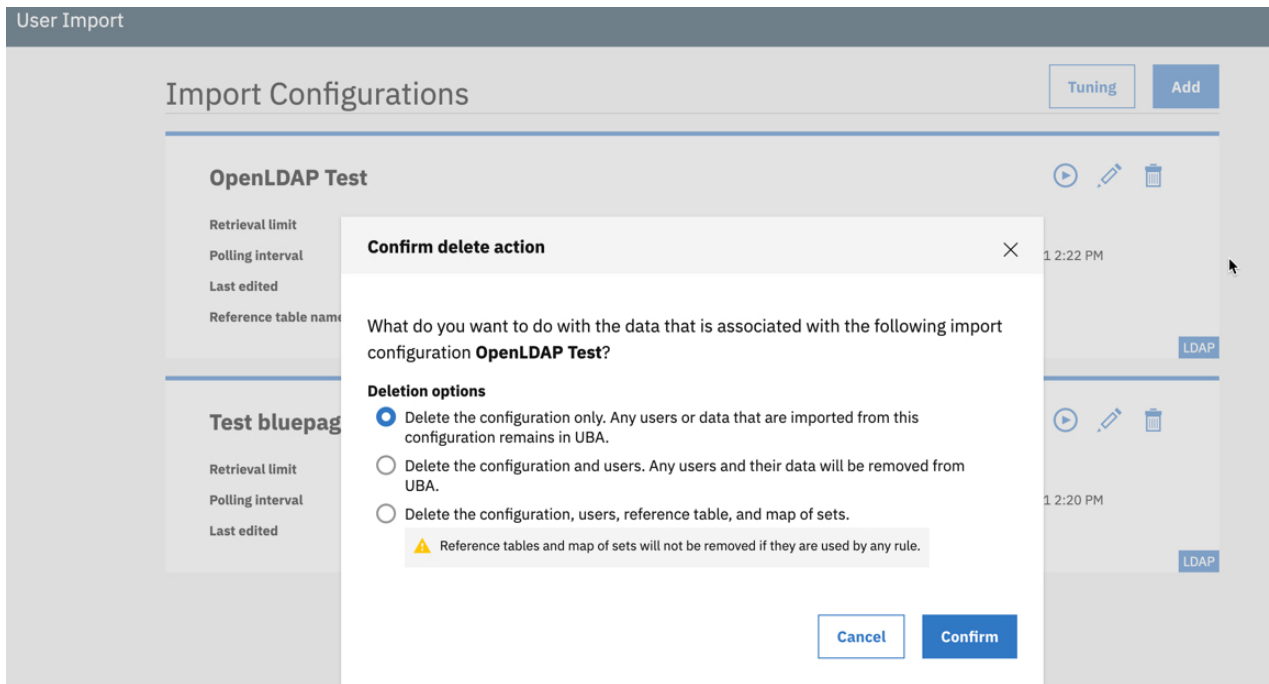 User Import
Import Configurations
Tuning
Add
OpenLDAP Test
Retrieval limit
Polling interval
1 2:22 PM
Last edited
Reference table name
LDAP
Confirm delete action
What do you want to do with the data that is associated with the following import
configuration OpenLDAP Test?
Deletion options
Delete the configuration only. Any users or data that are imported from this
configuration remains in UBA.
Delete the configuration and users. Any users and their data will be removed from
UBA.
Delete the configuration, users, reference table, and map of sets.
Reference tables and map of sets will not be removed if they are used by any rule.
Cancel
Confirm
Test bluepag
Retrieval limit
Polling interval
1 2:20 PM
Last edited
LDAP